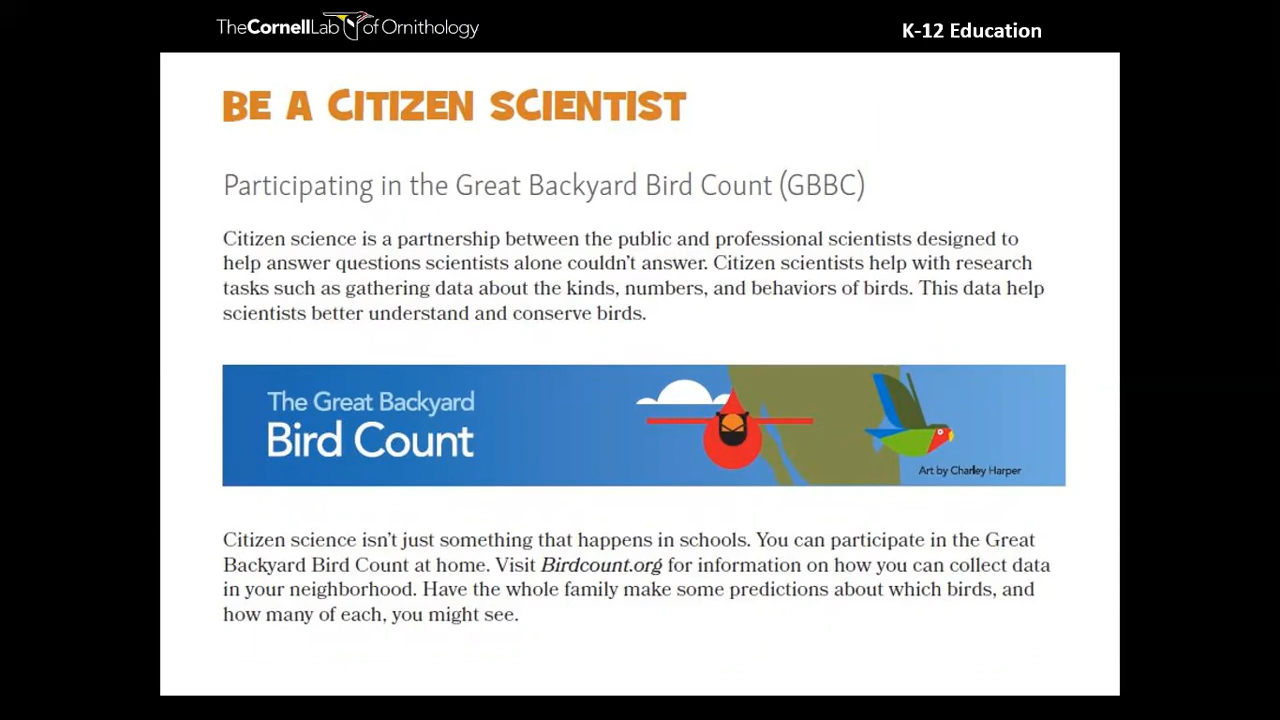 TheCornellLab of Ornithology
K-12 Education
BE A CITIZEN SCIENTIST
Participating in the Great Backyard Bird Count (GBBC)
Citizen science is a partnership between the public and professional scientists designed to
help answer questions scientists alone couldn't answer. Citizen scientists help with research
tasks such as gathering data about the kinds, numbers, and behaviors of birds. This data help
scientists better understand and conserve birds.
The Great Backyard
Bird Count
Art by Charley Harper
Citizen science isn't just something that happens in schools. You can participate in the Great
Backyard Bird Count at home. Visit Birdcount.org for information on how you can collect data
in your neighborhood. Have the whole family make some predictions about which birds, and
how many of each, you might see.